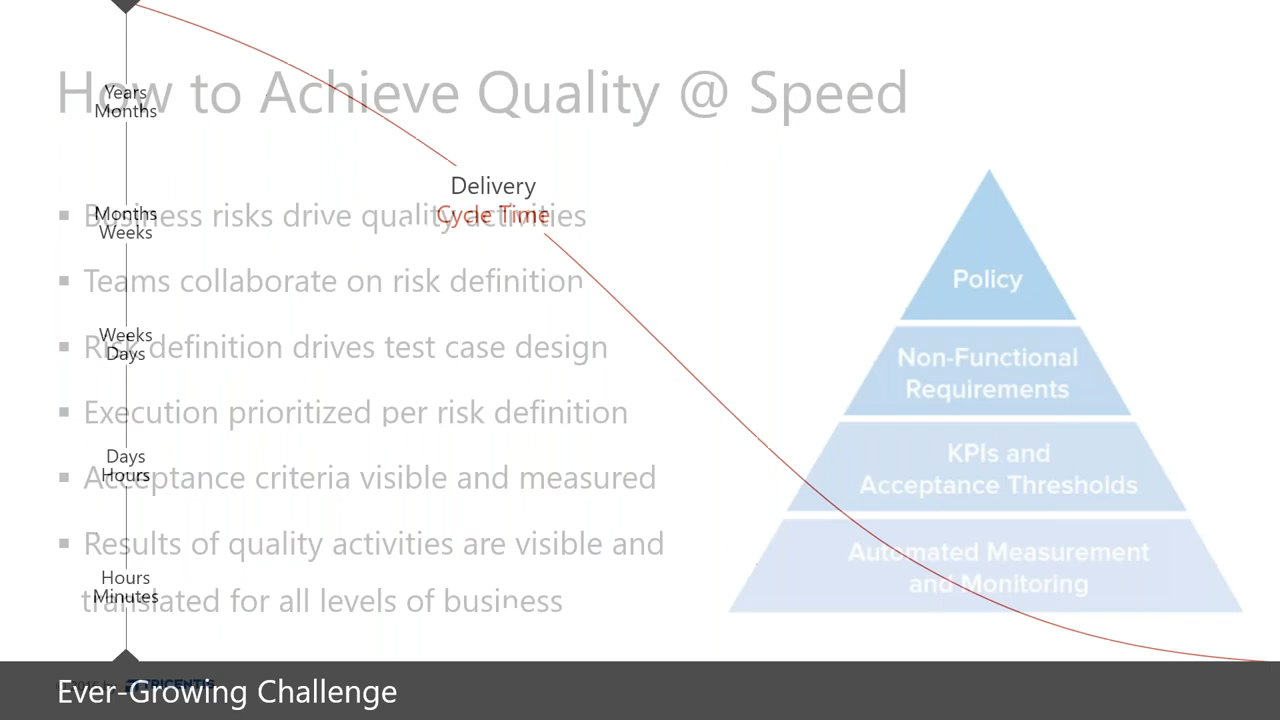 How to Achieve Quality @ Speed
Years
Months
Delivery
Cycle Time
Business risks drive quality activities
Months
Weeks
Teams collaborate on risk definition
Weeks
Days
Risk definition drives test case design
Execution prioritized per risk definition
Days
Hours
Acceptance criteria visible and measured
Results of quality activities are visible and
translated for all levels of business
Hours
Minutes
Policy
Non-Functional
Requirements
KPIs and
Acceptance Thresholds
Automated Measurement
and Monitoring
TRICENTIS
Ever-Growing Challenge